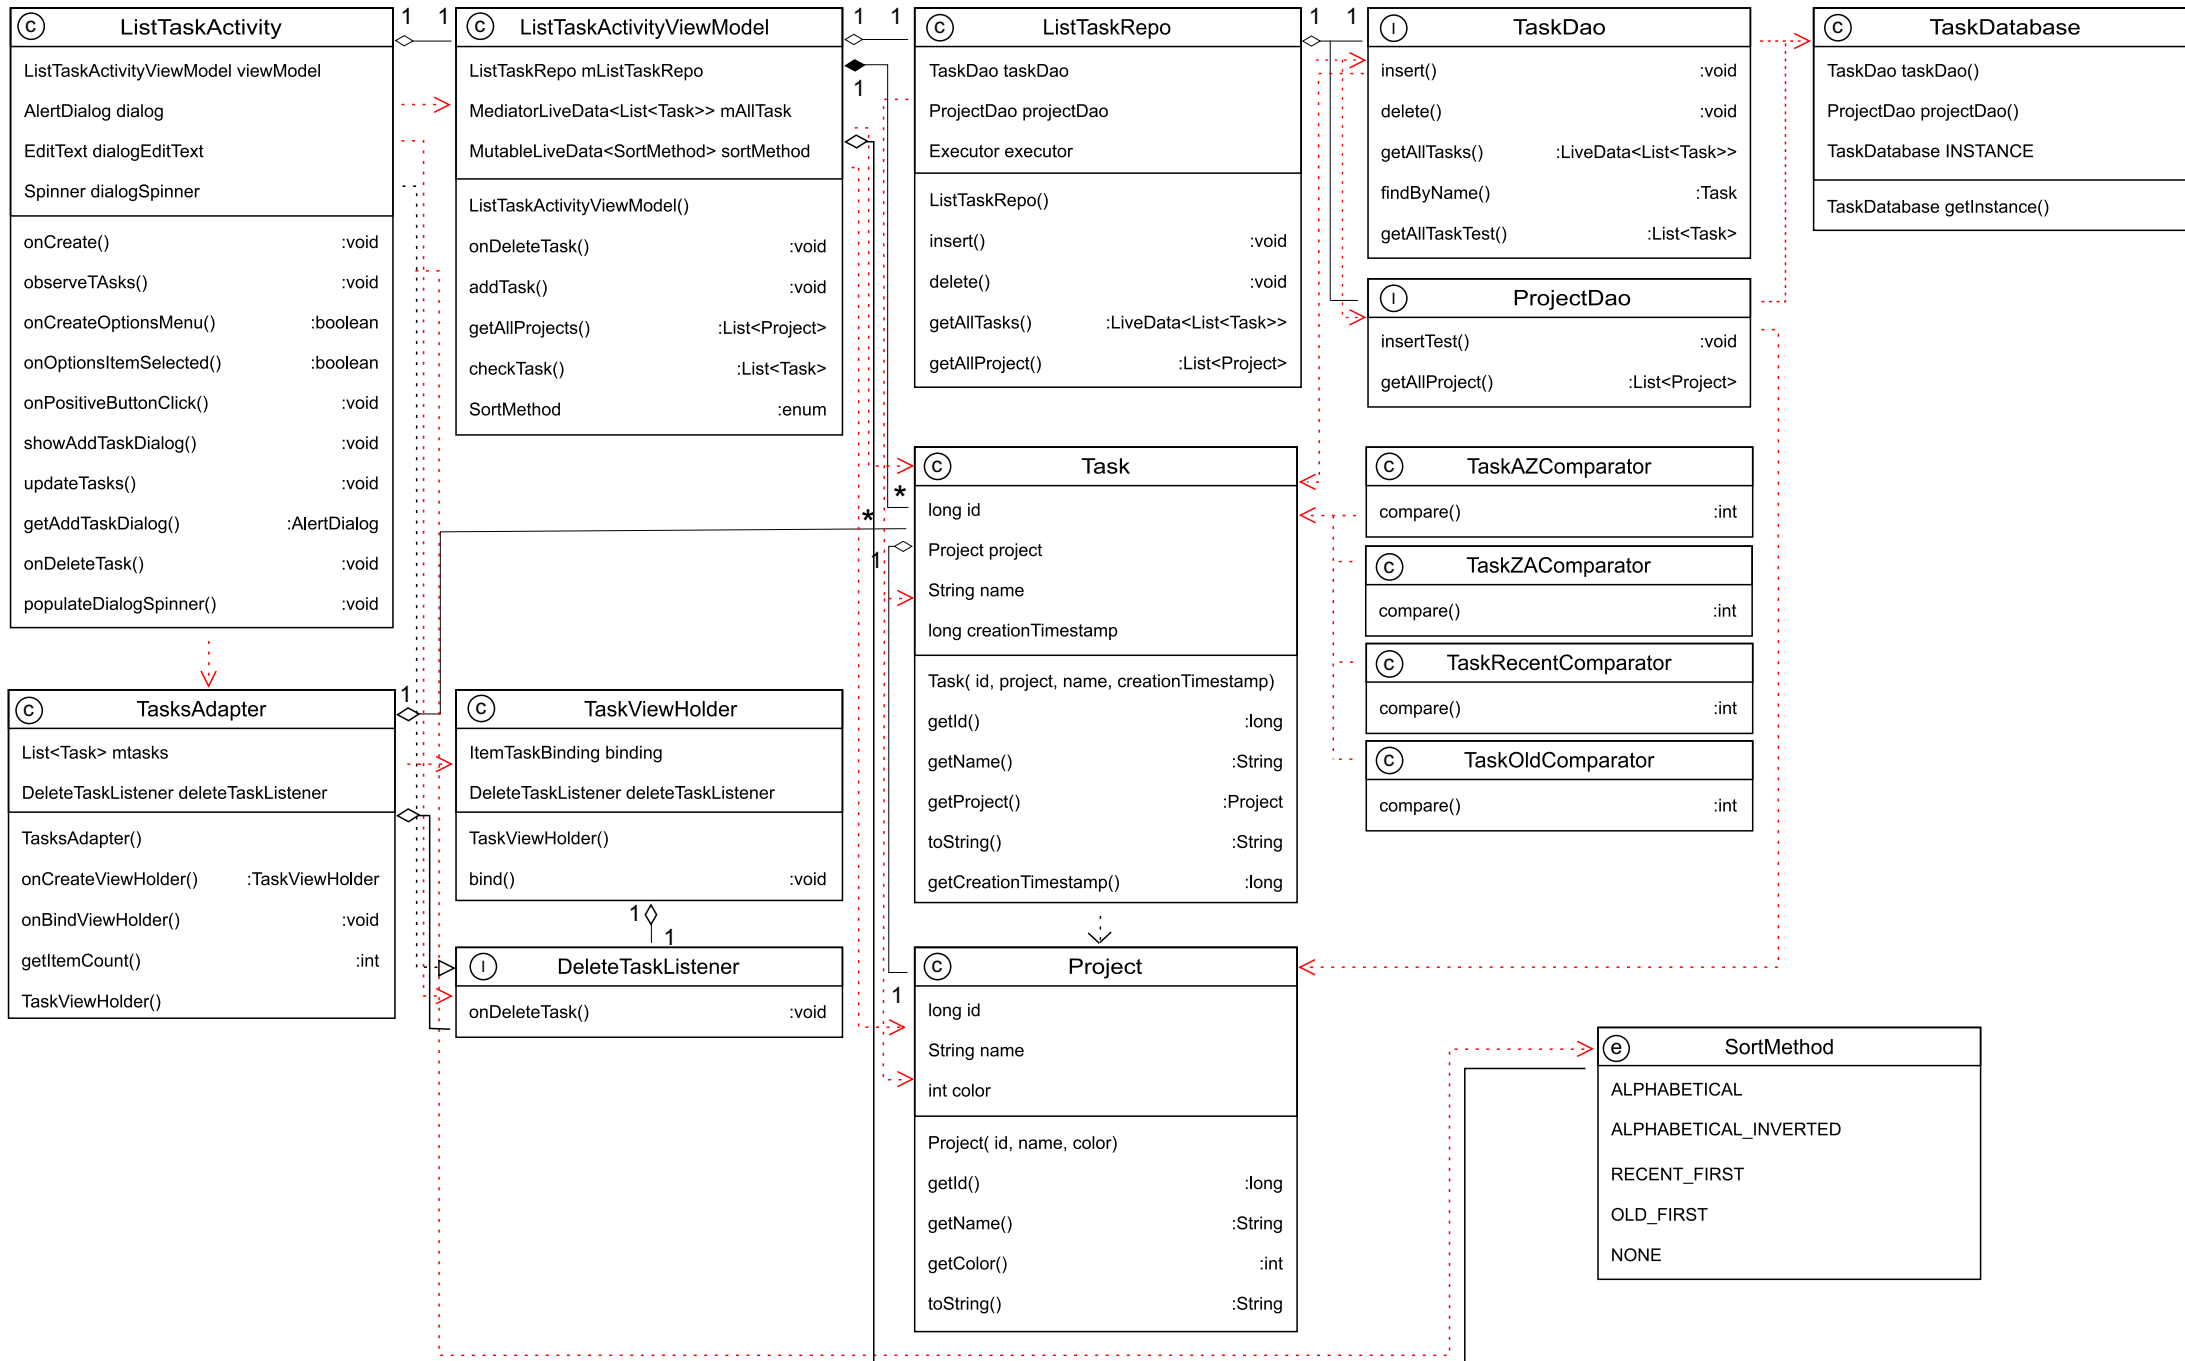 C ListTaskActivity
ListTaskActivityViewModel viewModel
AlertDialog dialog
EditText dialogEditText
Spinner dialogSpinner
onCreate() :void
observeTAsks() :void
onCreateOptionsMenu() :boolean
onOptionsItemSelected() :boolean
onPositiveButtonClick() :void
showAddTaskDialog() :void
updateTasks() :void
getAddTaskDialog() :AlertDialog
onDeleteTask() :void
populateDialogSpinner() :void
1 1
C ListTaskActivityViewModel
ListTaskRepo mListTaskRepo
MediatorLiveData<List<Task>> mAllTask
MutableLiveData<SortMethod> sortMethod
ListTaskActivityViewModel()
onDeleteTask() :void
addTask() :void
getAllProjects() :List<Project>
checkTask() :List<Task>
SortMethod :enum
1 1
1
C ListTaskRepo
TaskDao taskDao
ProjectDao projectDao
Executor executor
ListTaskRepo()
insert() :void
delete() :void
getAllTasks() :LiveData<List<Task>>
getAllProject() :List<Project>
1 1
I TaskDao
insert() :void
delete() :void
getAllTasks() :LiveData<List<Task>>
findByName() :Task
getAllTaskTest() :List<Task>
C TaskDatabase
TaskDao taskDao()
ProjectDao projectDao()
TaskDatabase INSTANCE
TaskDatabase getInstance()
I ProjectDao
insertTest() :void
getAllProject() :List<Project>
*
*
1
C Task
long id
Project project
String name
long creationTimestamp
Task( id, project, name, creationTimestamp)
getId() :long
getName() :String
getProject() :Project
toString() :String
getCreationTimestamp() :long
C TaskAZComparator
compare() :int
C TaskZAComparator
compare() :int
C TaskRecentComparator
compare() :int
C TaskOldComparator
compare() :int
C TasksAdapter
List<Task> mtasks
DeleteTaskListener deleteTaskListener
TasksAdapter()
onCreateViewHolder() :TaskViewHolder
onBindViewHolder() :void
getItemCount() :int
TaskViewHolder()
1
C TaskViewHolder
ItemTaskBinding binding
DeleteTaskListener deleteTaskListener
TaskViewHolder()
bind() :void
1
1
I DeleteTaskListener
onDeleteTask() :void
1
C Project
long id
String name
int color
Project( id, name, color)
getId() :long
getName() :String
getColor() :int
toString() :String
e SortMethod
ALPHABETICAL
ALPHABETICAL_INVERTED
RECENT_FIRST
OLD_FIRST
NONE